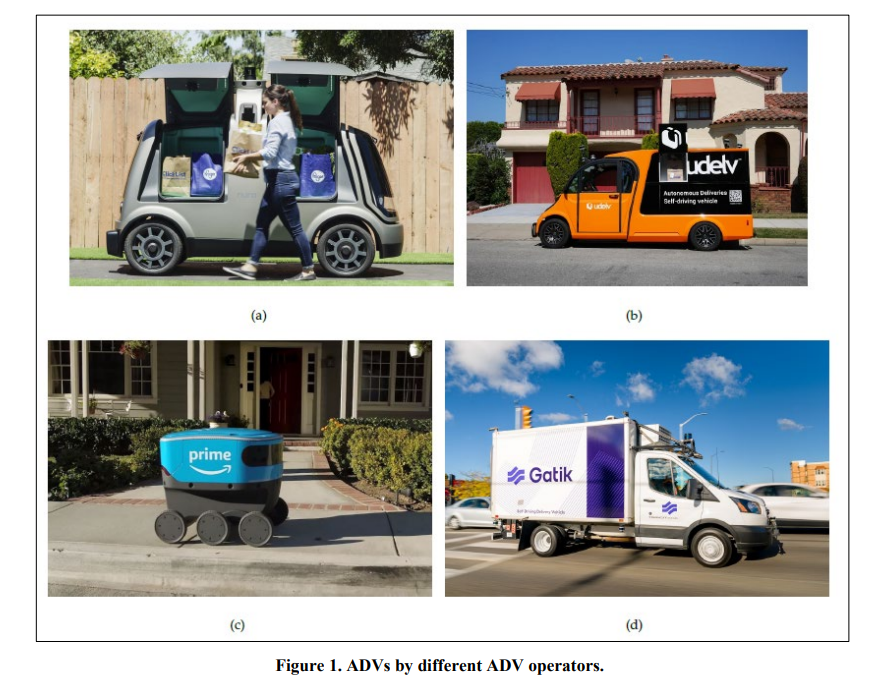 (a)
udelv
Autonomous Deliveries
Self-driving vehicle
udelv
(b)
prime
(c)
Gatik
Self Driving Delivery Vehicle
(d)
Figure 1. ADVs by different ADV operators.